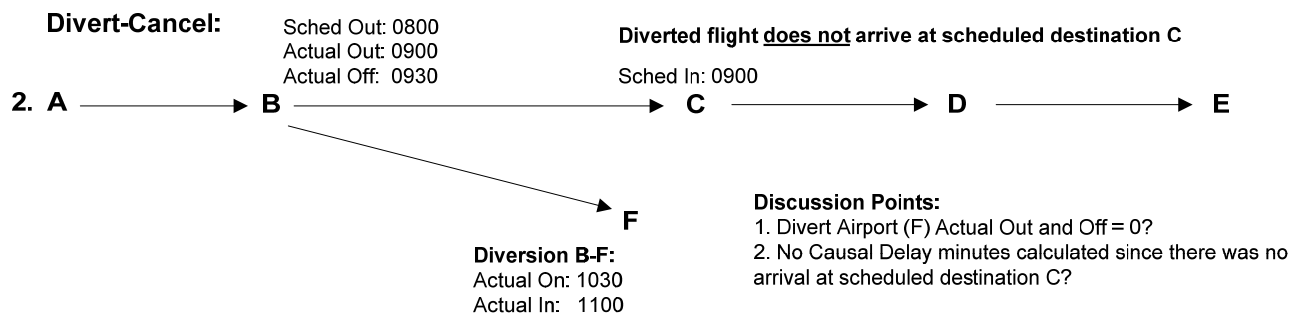 Divert-Cancel:
Sched Out: 0800
Actual Out: 0900
Actual Off: 0930
Diverted flight does not arrive at scheduled destination C
Sched In: 0900
2. A B C D E
F
Diversion B-F:
Actual On: 1030
Actual In: 1100
Discussion Points:
1. Divert Airport (F) Actual Out and Off = 0?
2. No Causal Delay minutes calculated since there was no
arrival at scheduled destination C?